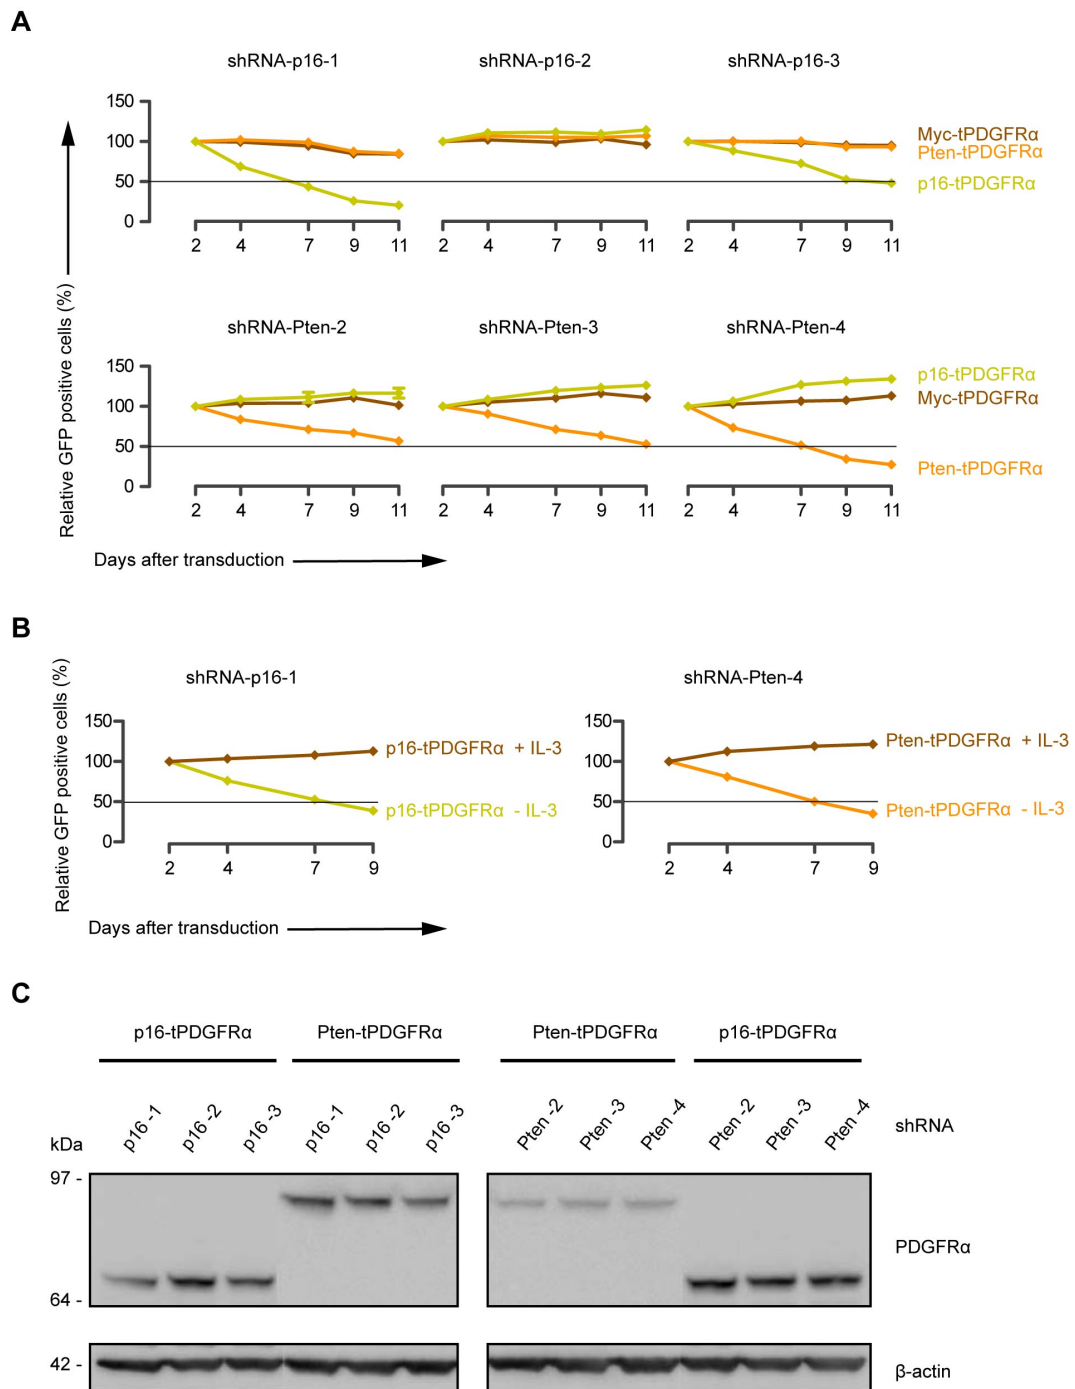 A
shRNA-p16-1 shRNA-p16-2 shRNA-p16-3
150
100
50
0
Myc-tPDGFRα
Pten-tPDGFRα
p16-tPDGFRα
2 4 7 9 11 2 4 7 9 11 2 4 7 9 11
Relative GFP positive cells (%)
shRNA-Pten-2 shRNA-Pten-3 shRNA-Pten-4
150
100
50
0
p16-tPDGFRα
Myc-tPDGFRα
Pten-tPDGFRα
2 4 7 9 11 2 4 7 9 11 2 4 7 9 11
Days after transduction
B
Relative GFP positive cells (%)
shRNA-p16-1 shRNA-Pten-4
150
100
50
0
p16-tPDGFRα + IL-3
p16-tPDGFRα - IL-3
2 4 7 9
150
100
50
0
Pten-tPDGFRα + IL-3
Pten-tPDGFRα - IL-3
2 4 7 9
Days after transduction
C
p16-tPDGFRα Pten-tPDGFRα Pten-tPDGFRα p16-tPDGFRα
p16 -1 p16 -2 p16 -3 p16 -1 p16 -2 p16 -3 Pten -2 Pten -3 Pten -4 Pten -2 Pten -3 Pten -4 shRNA
kDa
97 -
PDGFRα
64 -
42 - β-actin